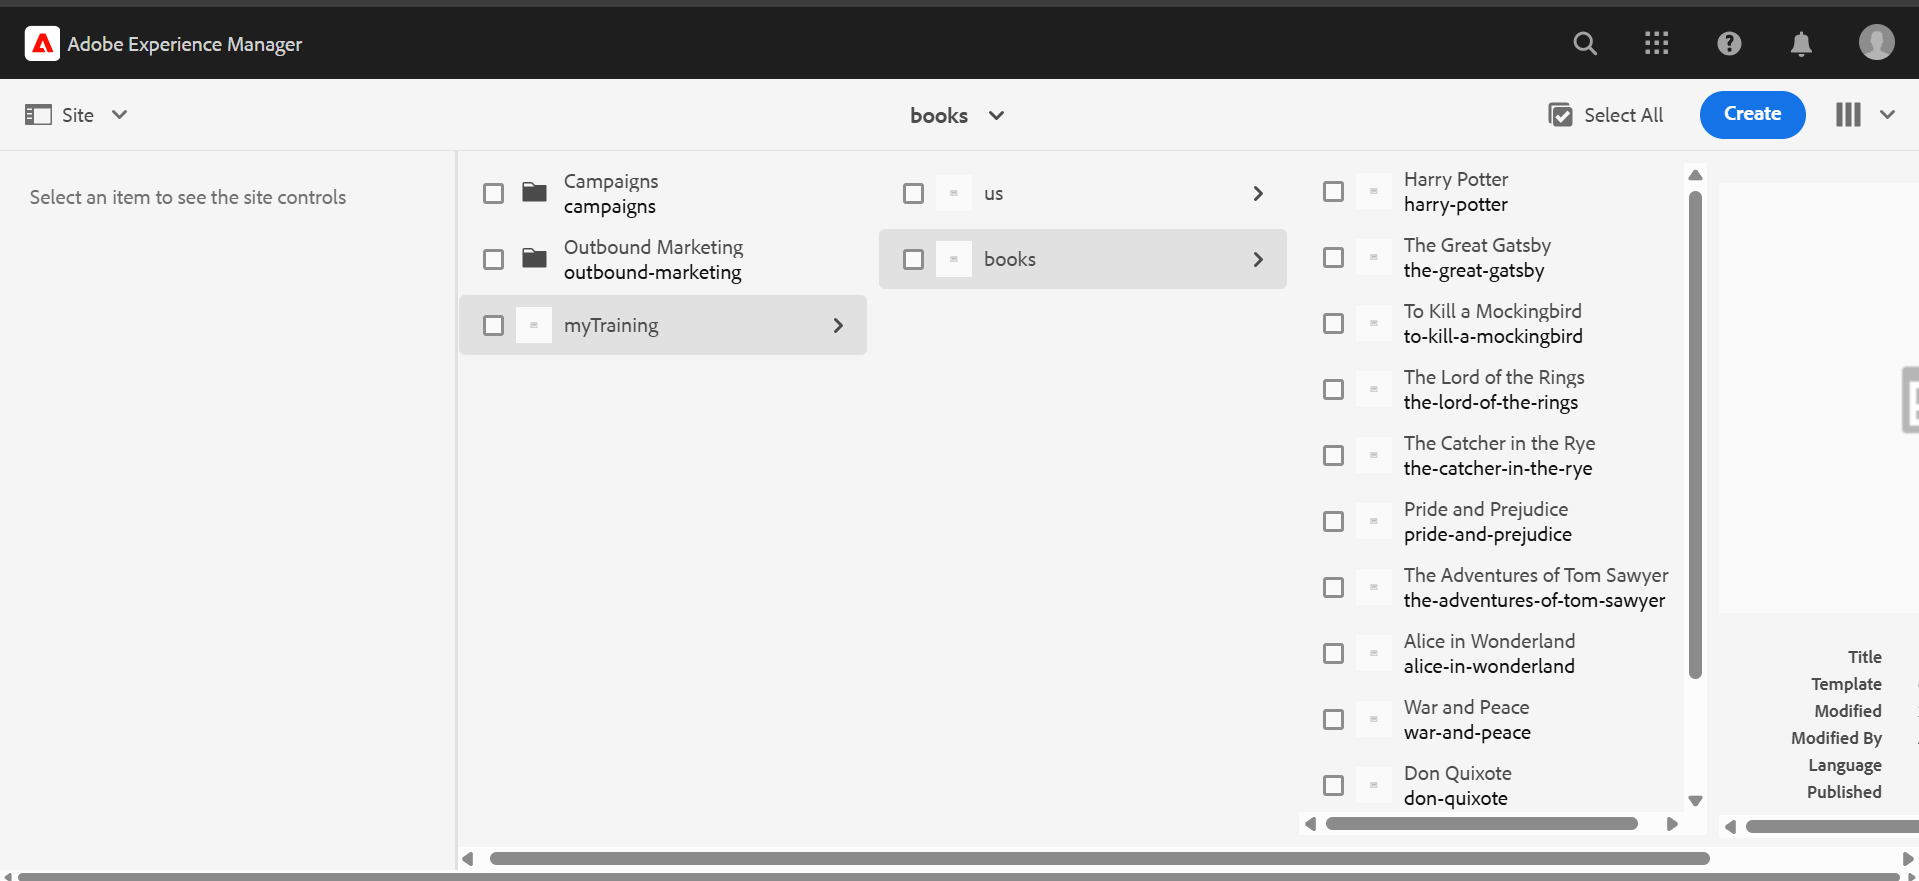 Adobe Experience Manager
Site
books
Select All
Create
Select an item to see the site controls
Campaigns
campaigns
Outbound Marketing
outbound-marketing
myTraining
us
books
Harry Potter
harry-potter
The Great Gatsby
the-great-gatsby
To Kill a Mockingbird
to-kill-a-mockingbird
The Lord of the Rings
the-lord-of-the-rings
The Catcher in the Rye
the-catcher-in-the-rye
Pride and Prejudice
pride-and-prejudice
The Adventures of Tom Sawyer
the-adventures-of-tom-sawyer
Alice in Wonderland
alice-in-wonderland
War and Peace
war-and-peace
Don Quixote
don-quixote
Title
Template
Modified
Modified By
Language
Published